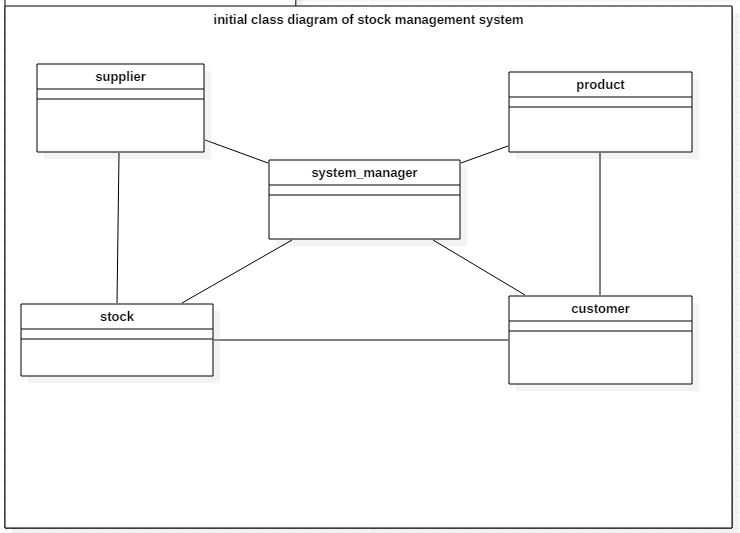 initial class diagram of stock management system
supplier
product
system_manager
stock
customer